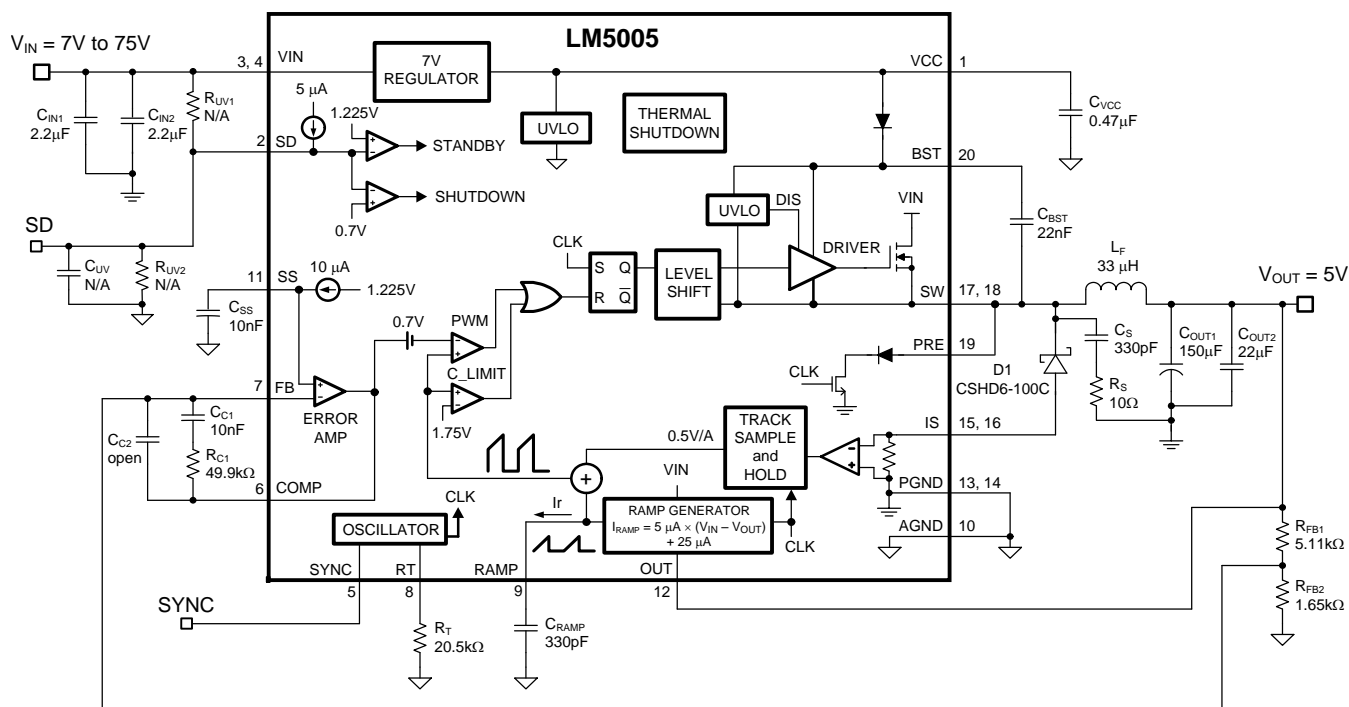 LM5005
V_IN = 7V to 75V
3, 4
VIN
7V
REGULATOR
VCC
1
C_IN1
2.2µF
C_IN2
2.2µF
R_UV1
N/A
5 µA
1.225V
UVLO
THERMAL
SHUTDOWN
C_VCC
0.47µF
2
SD
STANDBY
BST
20
SHUTDOWN
0.7V
UVLO
DIS
VIN
C_BST
22nF
SD
C_UV
N/A
R_UV2
N/A
CLK
S
Q
R
Q̅
LEVEL
SHIFT
DRIVER
L_F
33 µH
V_OUT = 5V
11
SS
10 µA
1.225V
SW
17, 18
C_SS
10nF
0.7V
PWM
C_LIMIT
1.75V
PRE
19
CLK
D1
CSHD6-100C
C_S
330pF
R_S
10Ω
C_OUT1
150µF
C_OUT2
22µF
7
FB
ERROR
AMP
C_C1
10nF
C_C2
open
R_C1
49.9kΩ
6
COMP
0.5V/A
TRACK
SAMPLE
and
HOLD
IS
15, 16
+
VIN
Ir
RAMP GENERATOR
I_RAMP = 5 µA × (V_IN – V_OUT)
+ 25 µA
CLK
PGND
13, 14
AGND
10
CLK
OSCILLATOR
R_FB1
5.11kΩ
SYNC
5
RT
8
RAMP
9
OUT
12
R_FB2
1.65kΩ
SYNC
R_T
20.5kΩ
C_RAMP
330pF